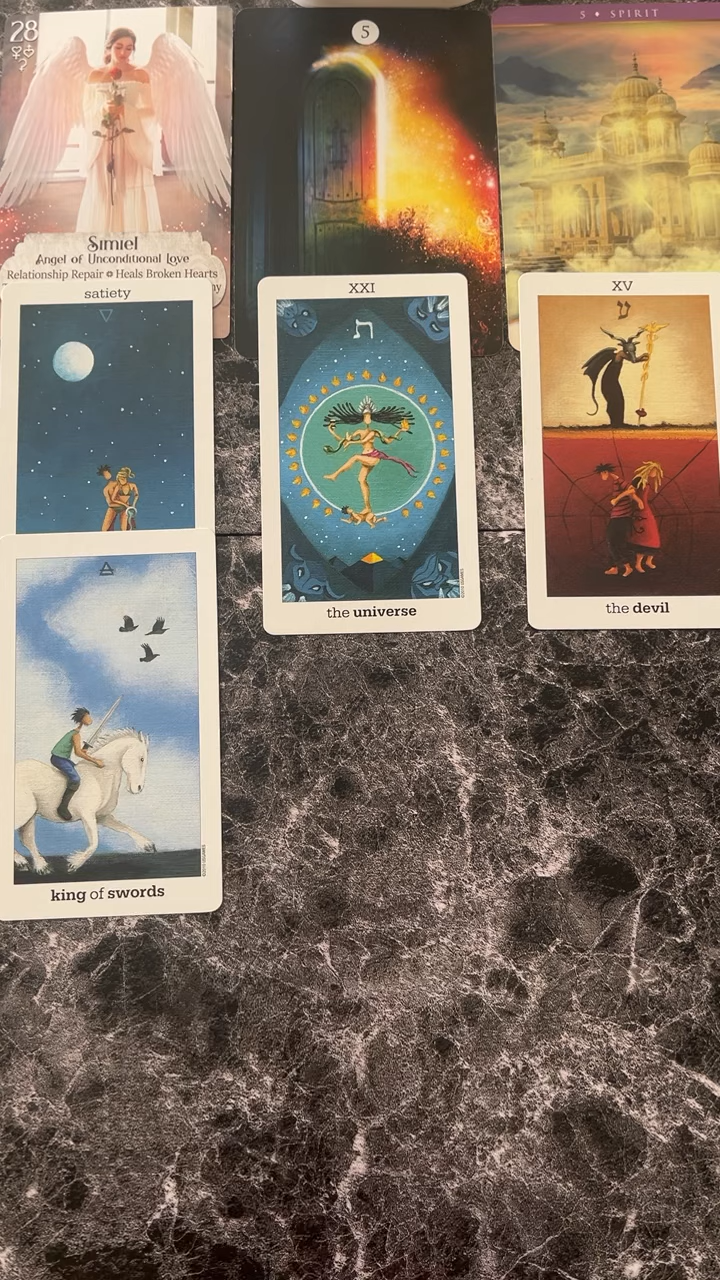 28
Simiel
Angel of Unconditional Love
Relationship Repair Heals Broken Hearts
ny
5
5 • SPIRIT
satiety
XXI
ת
the universe
XV
ש
the devil
king of swords